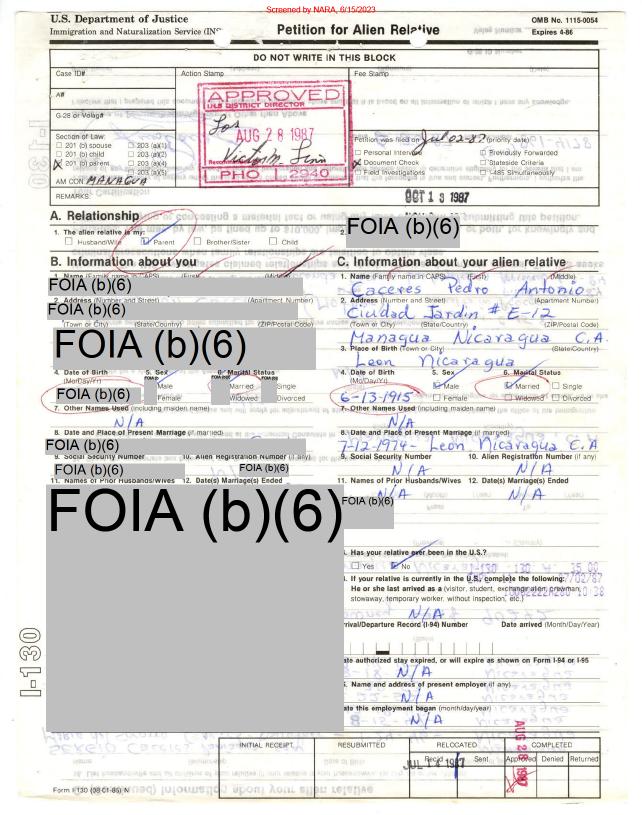 Screened by NARA, 6/15/2023
U.S. Department of Justice
Immigration and Naturalization Service (INS
Petition for Alien Relative
OMB No. 1115-0054
Expires 4-86
DO NOT WRITE IN THIS BLOCK
Case ID#
Action Stamp
Fee Stamp
A#
G-28 or Volag#
APPROVED
DISTRICT DIRECTOR
Los
AUG 28 1987
PHO 2940
Section of Law:
201 (b) spouse 203 (a)(1)
201 (b) child 203 (a)(2)
201 (b) parent 203 (a)(4)
203 (a)(5)
AM CON: MANAGUA
Petition was filed on Jul 02-87 (priority date)
Personal Interview Previously Forwarded
Document Check Stateside Criteria
Field Investigations I-485 Simultaneously
REMARKS:
OCT 13 1987
A. Relationship
1. The alien relative is my:
Husband/Wife Parent Brother/Sister Child
2.
FOIA (b)(6)
B. Information about you
1. Name (Family name in CAPS) (First) (Middle)
FOIA (b)(6)
2. Address (Number and Street) (Apartment Number)
FOIA (b)(6)
(Town or City) (State/Country) (ZIP/Postal Code)
FOIA (b)(6)
4. Date of Birth (Mo/Day/Yr)
FOIA (b)(6)
5. Sex
Male
Female
6. Marital Status
Married Single
Widowed Divorced
7. Other Names Used (including maiden name)
N/A
8. Date and Place of Present Marriage (if married)
FOIA (b)(6)
9. Social Security Number 10. Alien Registration Number (if any)
FOIA (b)(6) FOIA (b)(6)
11. Names of Prior Husbands/Wives 12. Date(s) Marriage(s) Ended
FOIA (b)(6)
C. Information about your alien relative
1. Name (Family name in CAPS) (First) (Middle)
Caceres Pedro Antonio
2. Address (Number and Street) (Apartment Number)
Ciudad Jardin # E-12
(Town or City) (State/Country) (ZIP/Postal Code)
Managua Nicaragua C.A.
3. Place of Birth (Town or City) (State/Country)
Leon Nicaragua
4. Date of Birth (Mo/Day/Yr)
6-13-1915
5. Sex
Male
Female
6. Marital Status
Married Single
Widowed Divorced
7. Other Names Used (including maiden name)
N/A
8. Date and Place of Present Marriage (if married)
7-12-1974- Leon Nicaragua C.A
9. Social Security Number 10. Alien Registration Number (if any)
N/A N/A
11. Names of Prior Husbands/Wives 12. Date(s) Marriage(s) Ended
FOIA (b)(6) N/A N/A
Has your relative ever been in the U.S.?
Yes No
If your relative is currently in the U.S., complete the following:
He or she last arrived as a (visitor, student, exchange alien, crewman,
stowaway, temporary worker, without inspection, etc.)
N/A
rrival/Departure Record (I-94) Number Date arrived (Month/Day/Year)
ate authorized stay expired, or will expire as shown on Form I-94 or I-95
N/A
Name and address of present employer (if any)
N/A
ate this employment began (month/day/year)
N/A
I-130
INITIAL RECEIPT RESUBMITTED RELOCATED COMPLETED
Rec'd Sent Approved Denied Returned
AUG 28 1987
Form I-130 (08-01-85) N